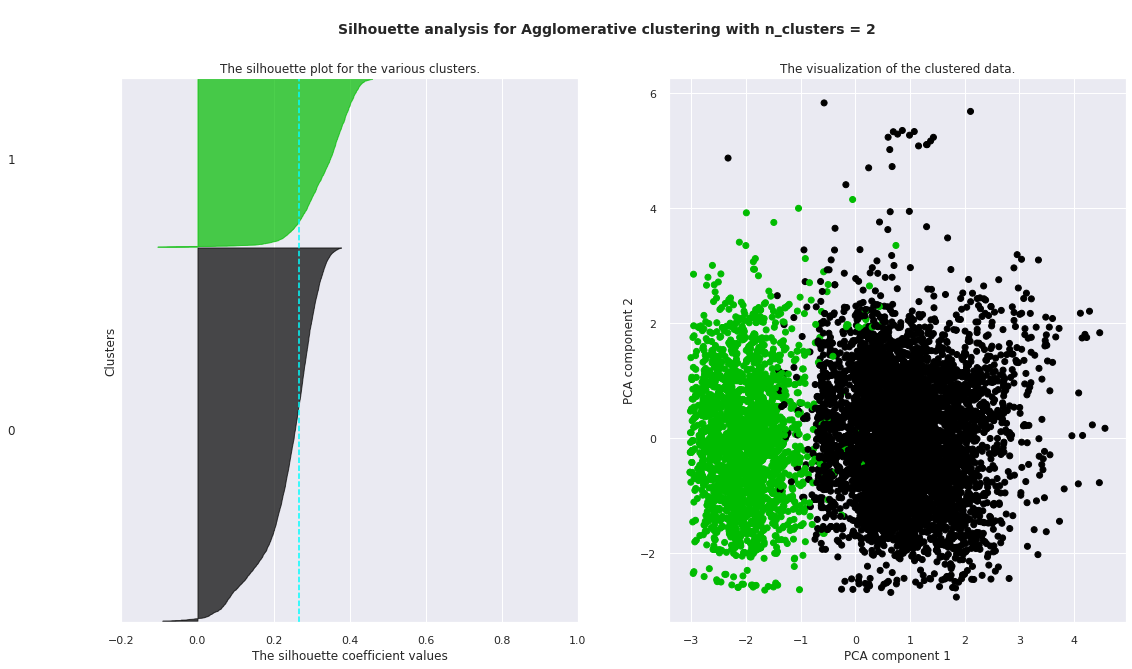 Silhouette analysis for Agglomerative clustering with n_clusters = 2
The silhouette plot for the various clusters.
1
0
Clusters
−0.2 0.0 0.2 0.4 0.6 0.8 1.0
The silhouette coefficient values
The visualization of the clustered data.
6
4
2
0
−2
PCA component 2
−3 −2 −1 0 1 2 3 4
PCA component 1